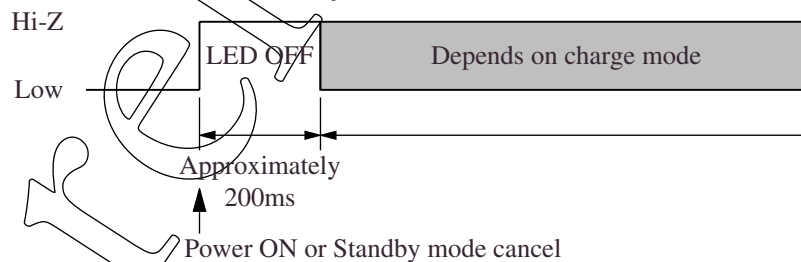 Hi-Z
LED OFF
Depends on charge mode
Low
Approximately
200ms
Power ON or Standby mode cancel